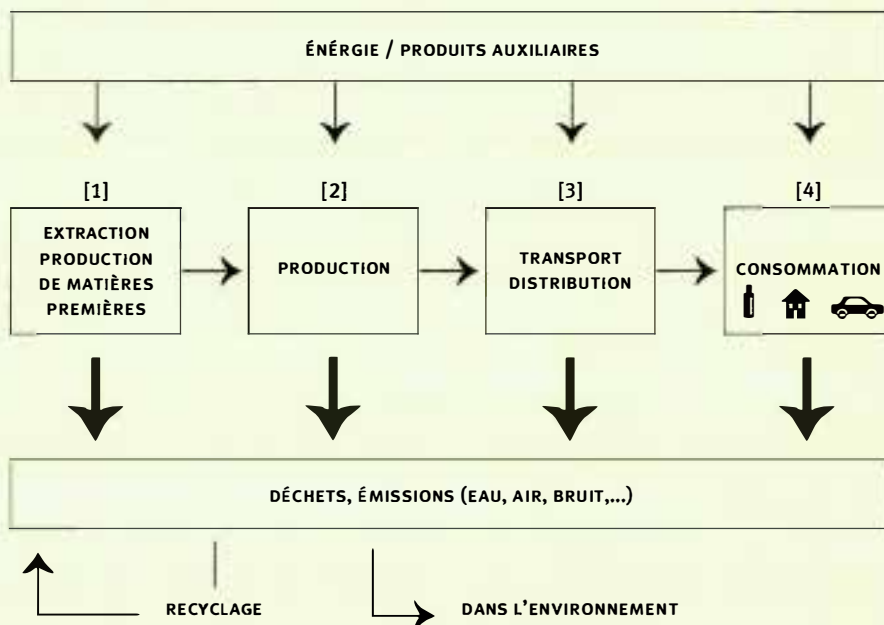 ÉNÉRGIE / PRODUITS AUXILIAIRES
[1]
[2]
[3]
[4]
EXTRACTION
PRODUCTION
DE MATIÈRES
PREMIÈRES
PRODUCTION
TRANSPORT
DISTRIBUTION
CONSOMMATION
DÉCHETS, ÉMISSIONS (EAU, AIR, BRUIT,...)
RECYCLAGE
DANS L'ENVIRONNEMENT